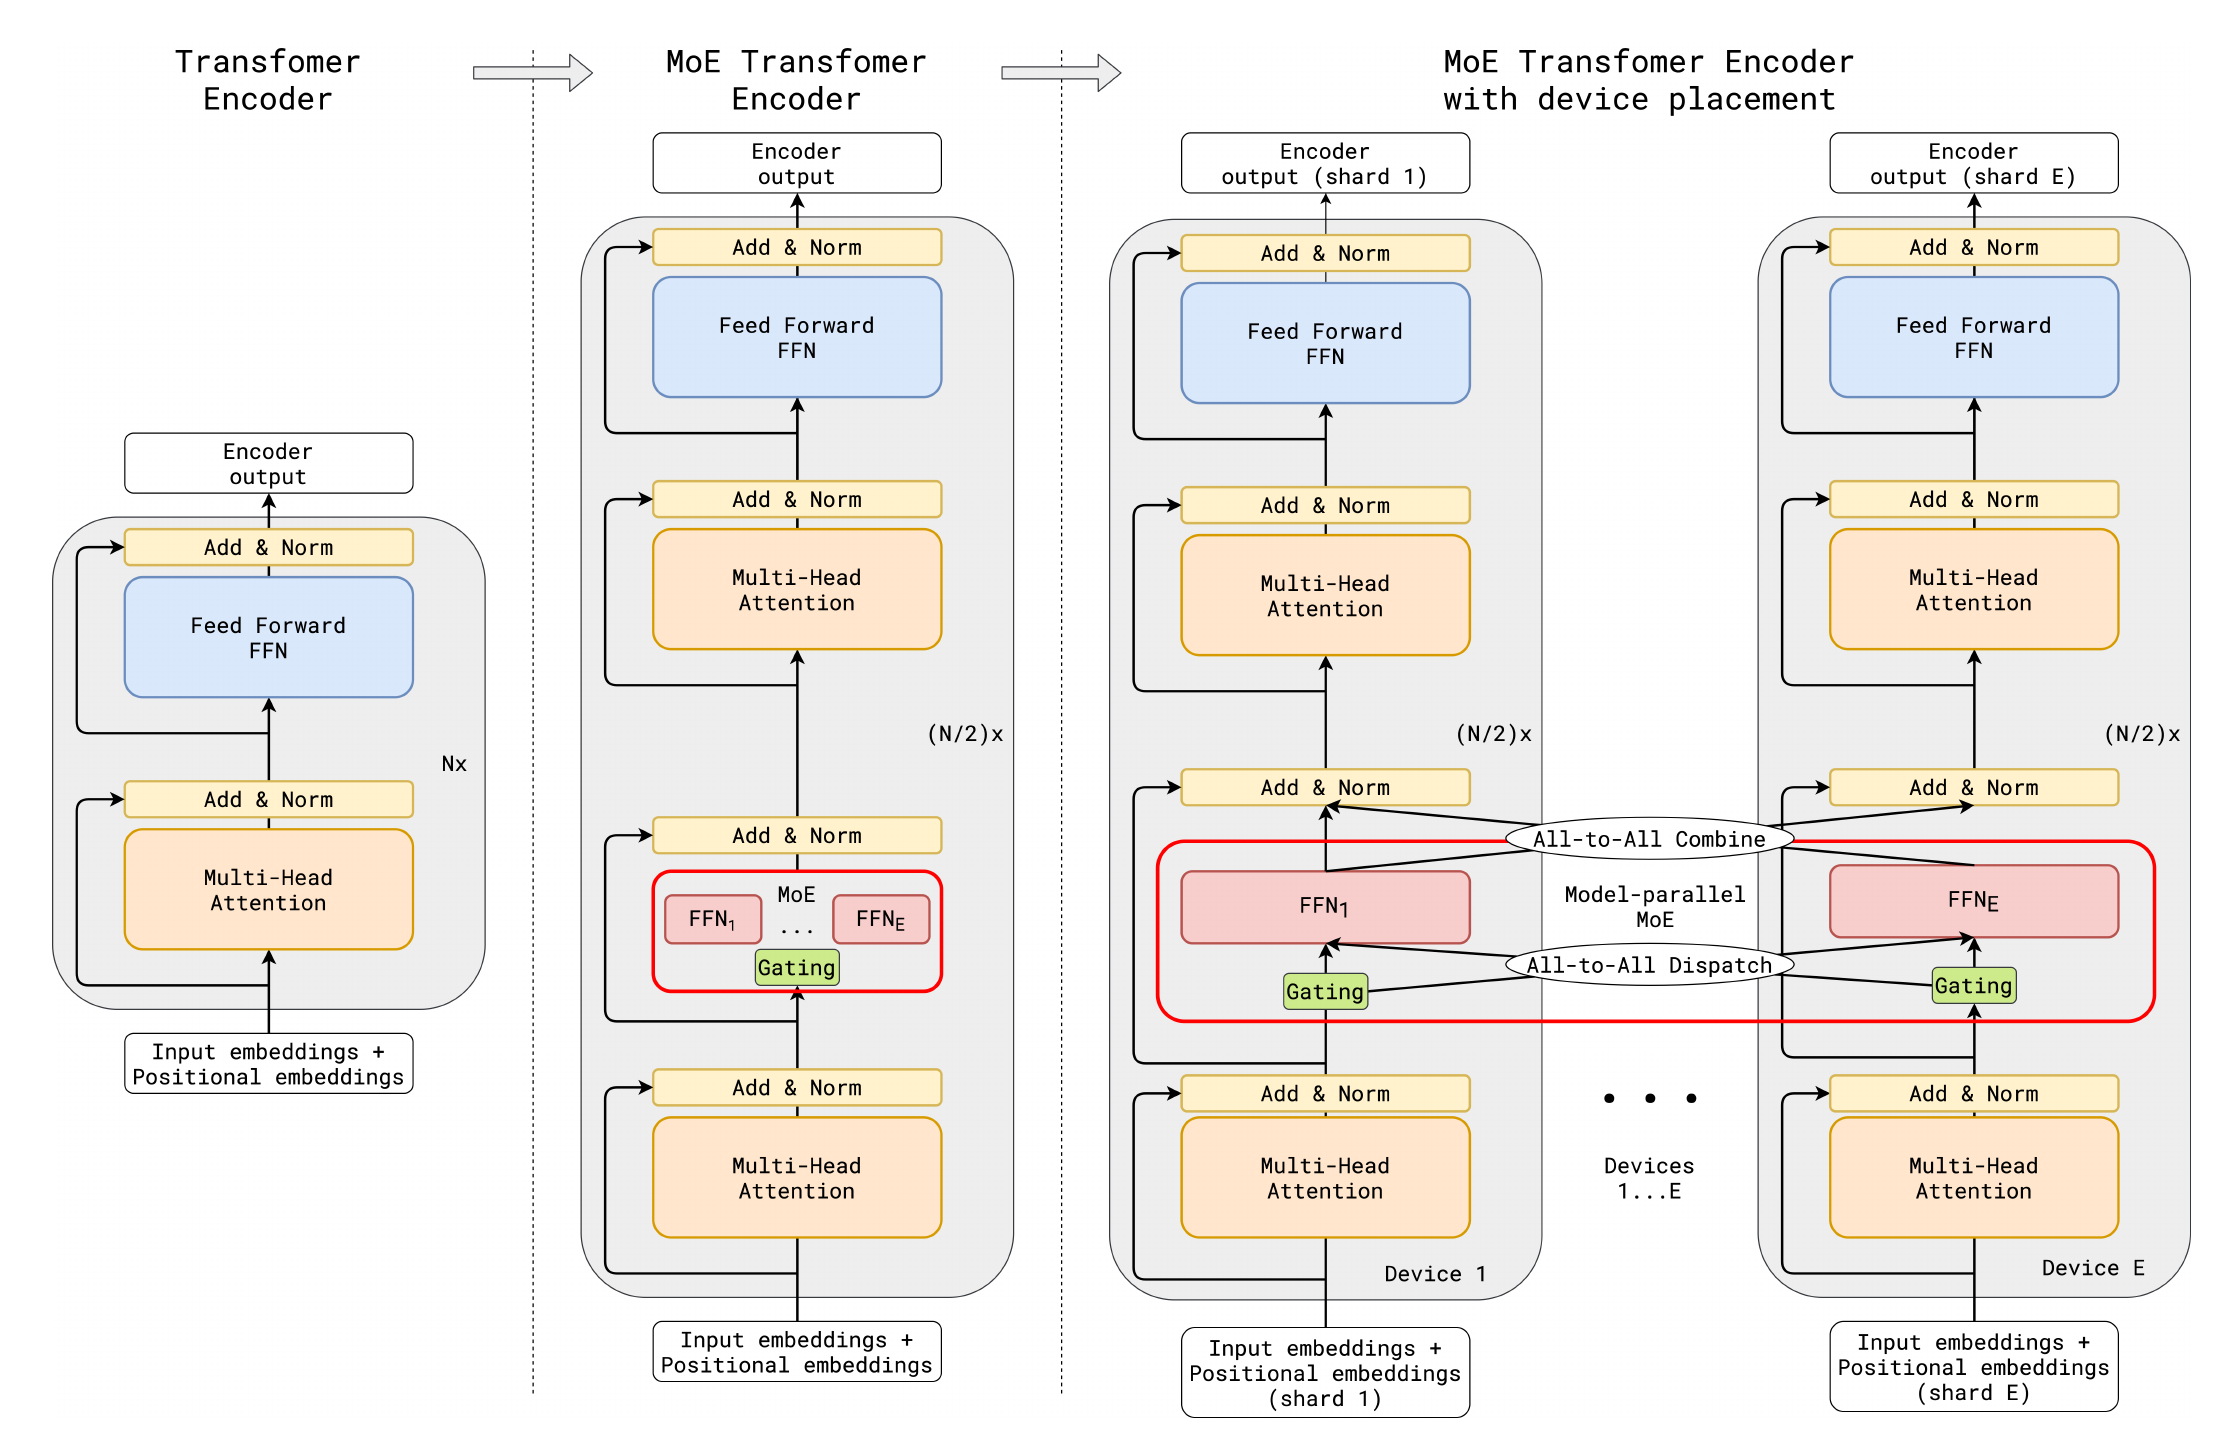 Transfomer
Encoder
Encoder
output
Add & Norm
Feed Forward
FFN
Nx
Add & Norm
Multi-Head
Attention
Input embeddings +
Positional embeddings
MoE Transfomer
Encoder
Encoder
output
Add & Norm
Feed Forward
FFN
Add & Norm
Multi-Head
Attention
(N/2)x
Add & Norm
MoE
FFN1 ... FFNE
Gating
Add & Norm
Multi-Head
Attention
Input embeddings +
Positional embeddings
MoE Transfomer Encoder
with device placement
Encoder
output (shard 1)
Add & Norm
Feed Forward
FFN
Add & Norm
Multi-Head
Attention
(N/2)x
Add & Norm
FFN1
Gating
Add & Norm
Multi-Head
Attention
Device 1
Input embeddings +
Positional embeddings
(shard 1)
All-to-All Combine
Model-parallel
MoE
All-to-All Dispatch
Devices
1...E
Encoder
output (shard E)
Add & Norm
Feed Forward
FFN
Add & Norm
Multi-Head
Attention
(N/2)x
Add & Norm
FFNE
Gating
Add & Norm
Multi-Head
Attention
Device E
Input embeddings +
Positional embeddings
(shard E)